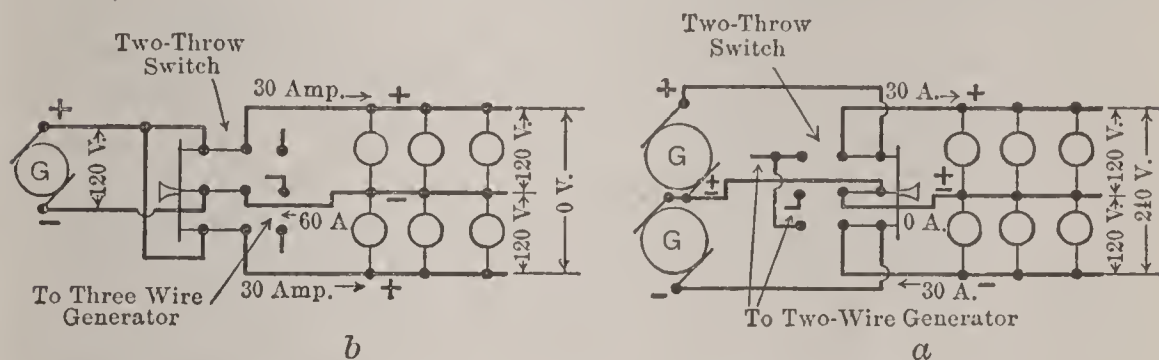 Two-Throw
Switch
30 Amp. +
+
120 V.
G
-
120 V.
0 V.
-
60 A
120 V.
To Three Wire
Generator
30 Amp. +
b
Two-Throw
Switch
30 A. +
+
G
120 V.
240 V.
±
±
0 A.
G
120 V.
-
30 A. -
To Two-Wire Generator
a